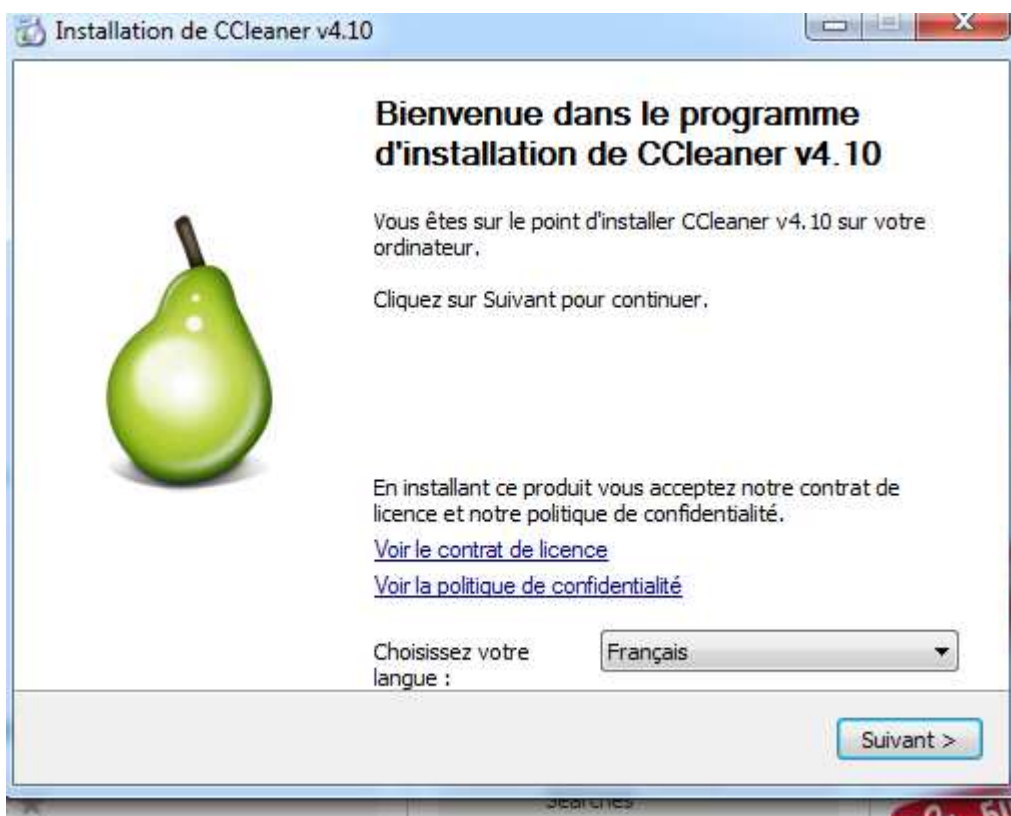 Installation de CCleaner v4.10
Bienvenue dans le programme
d'installation de CCleaner v4.10
Vous êtes sur le point d'installer CCleaner v4.10 sur votre
ordinateur.
Cliquez sur Suivant pour continuer.
En installant ce produit vous acceptez notre contrat de
licence et notre politique de confidentialité.
Voir le contrat de licence
Voir la politique de confidentialité
Choisissez votre
langue :
Français
Suivant >
Searches